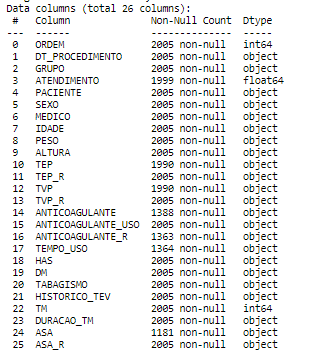 Data columns (total 26 columns):
 #   Column             Non-Null Count  Dtype
---  ------             --------------  -----
 0   ORDEM              2005 non-null   int64
 1   DT_PROCEDIMENTO    2005 non-null   object
 2   GRUPO              2005 non-null   object
 3   ATENDIMENTO        1999 non-null   float64
 4   PACIENTE           2005 non-null   object
 5   SEXO               2005 non-null   object
 6   MEDICO             2005 non-null   object
 7   IDADE              2005 non-null   object
 8   PESO               2005 non-null   object
 9   ALTURA             2005 non-null   object
 10  TEP                1990 non-null   object
 11  TEP_R              2005 non-null   object
 12  TVP                1990 non-null   object
 13  TVP_R              2005 non-null   object
 14  ANTICOAGULANTE     1388 non-null   object
 15  ANTICOAGULANTE_USO 2005 non-null   object
 16  ANTICOAGULANTE_R   1363 non-null   object
 17  TEMPO_USO          1364 non-null   object
 18  HAS                2005 non-null   object
 19  DM                 2005 non-null   object
 20  TABAGISMO          2005 non-null   object
 21  HISTORICO_TEV      2005 non-null   object
 22  TM                 2005 non-null   int64
 23  DURACAO_TM         2005 non-null   object
 24  ASA                1181 non-null   object
 25  ASA_R              2005 non-null   object